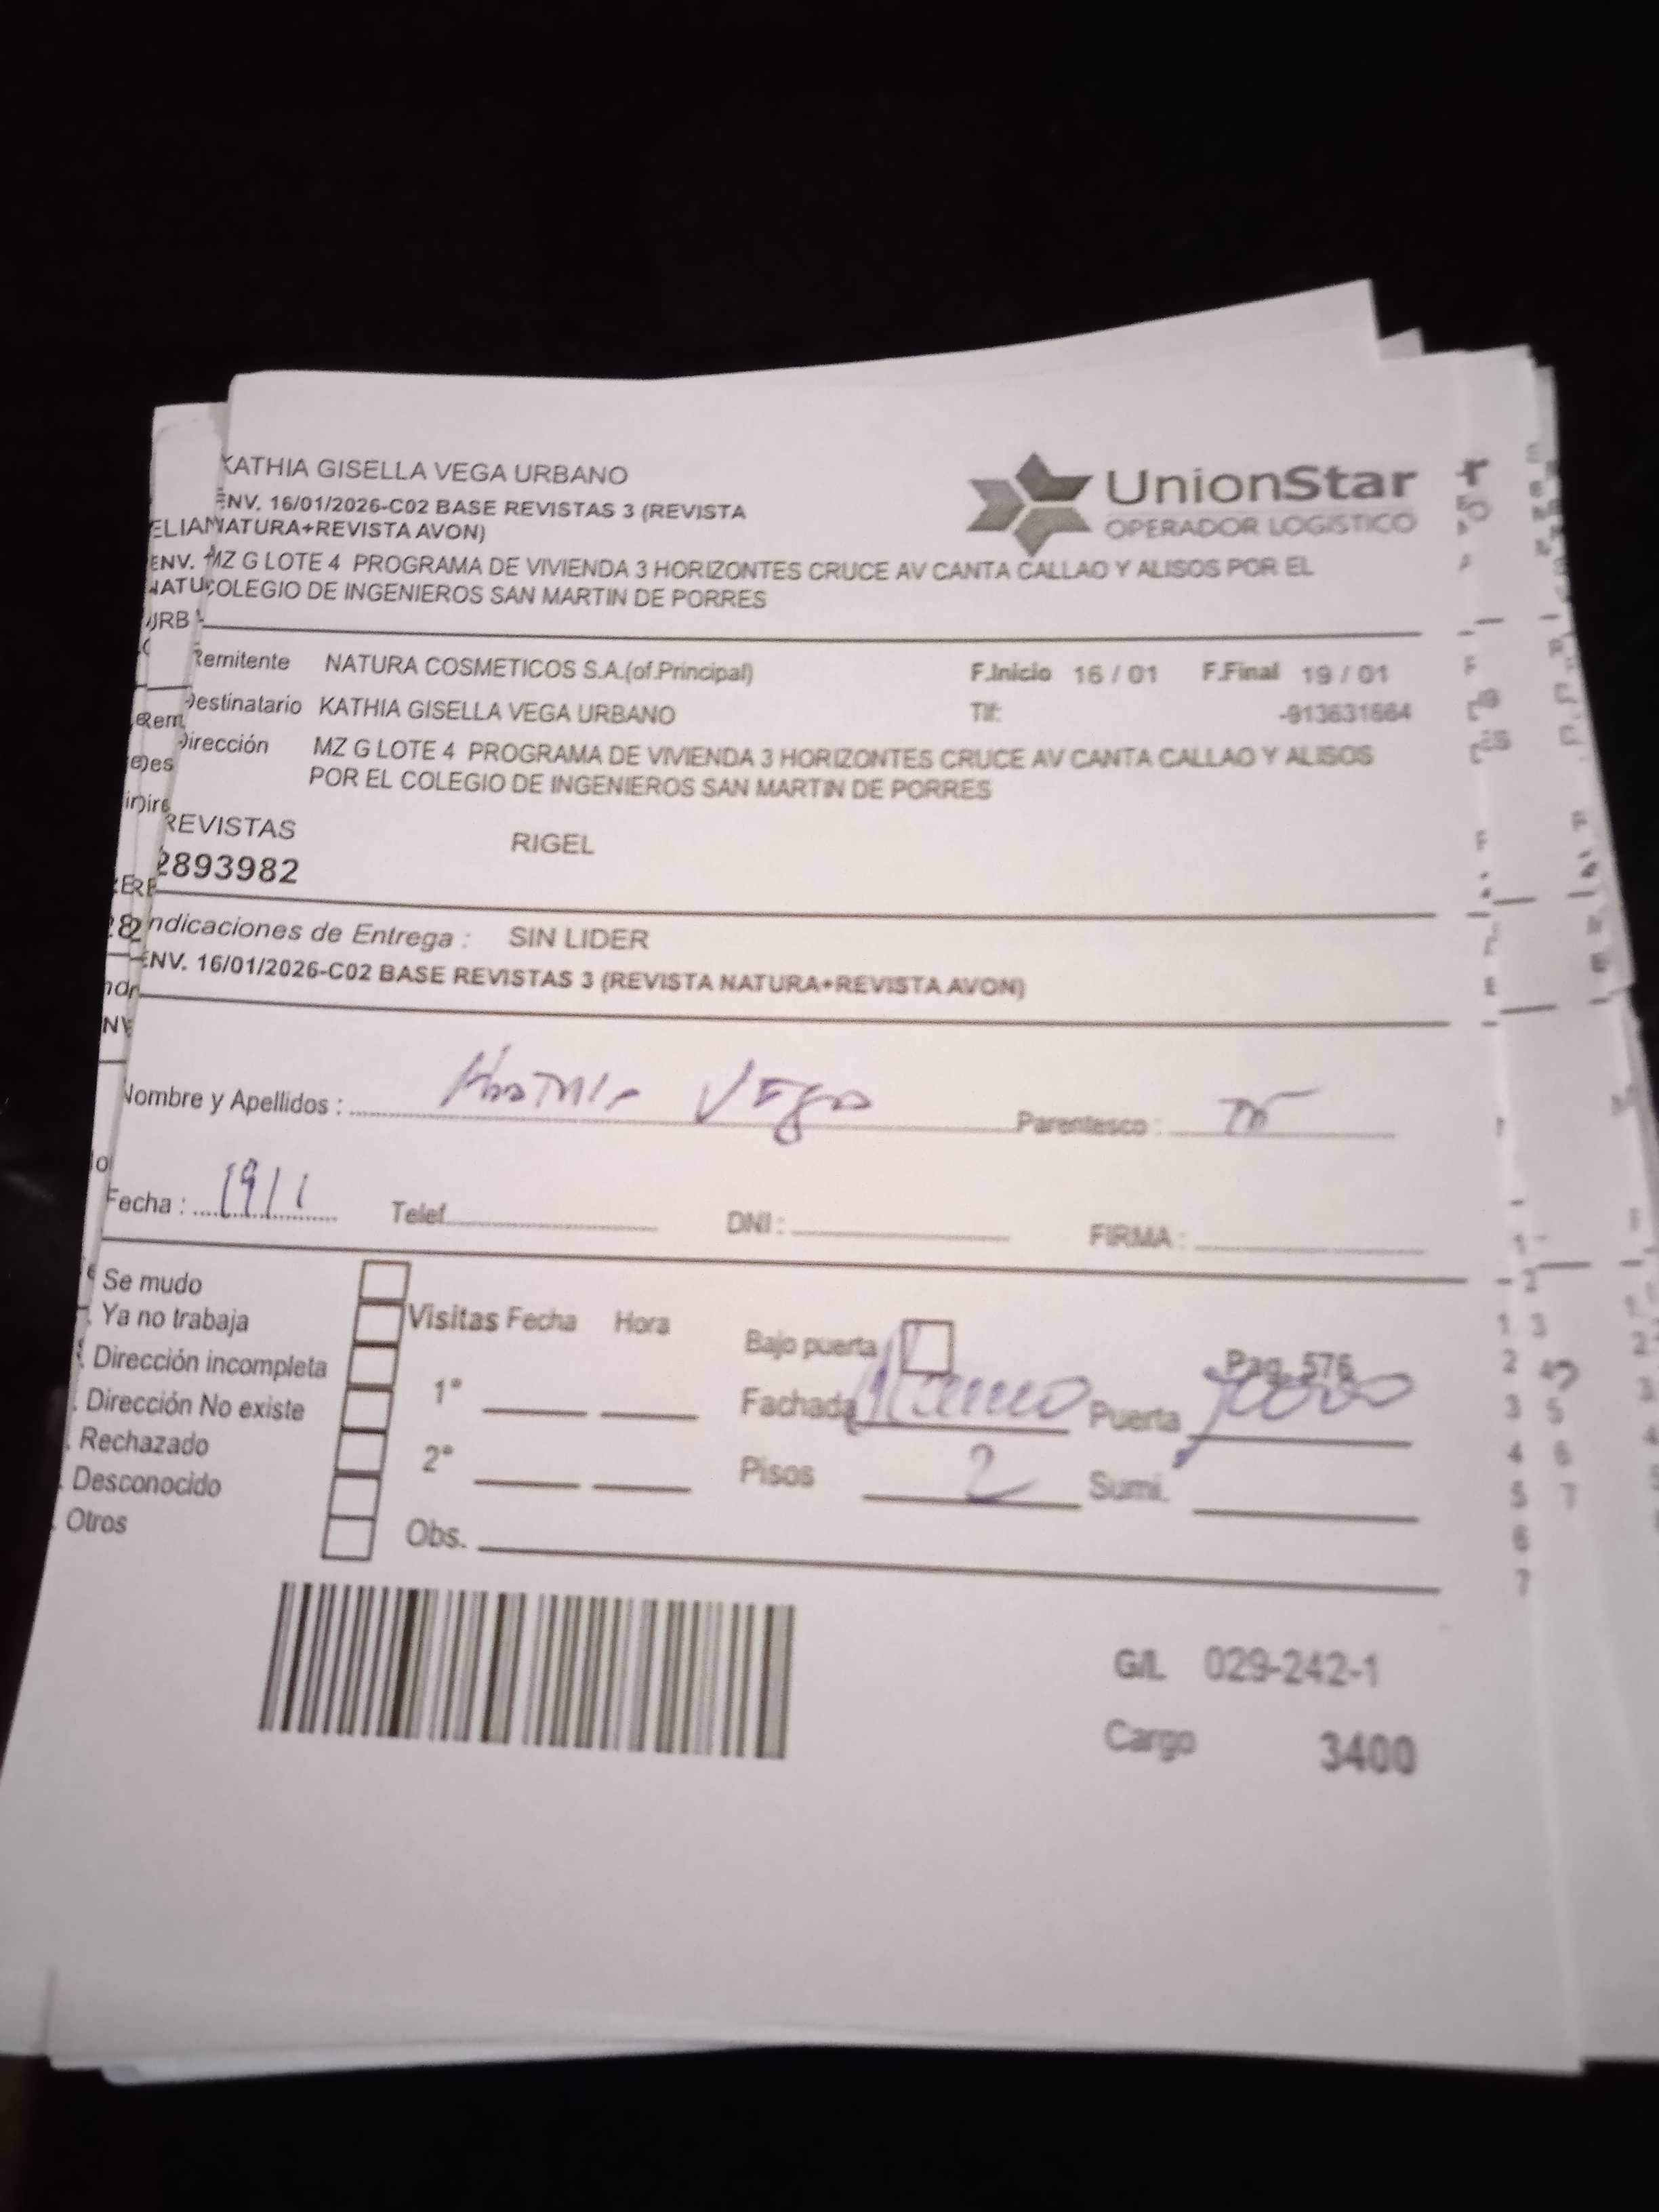 KATHIA GISELLA VEGA URBANO
ENV. 16/01/2026-C02 BASE REVISTAS 3 (REVISTA
NATURA+REVISTA AVON)
MZ G LOTE 4 PROGRAMA DE VIVIENDA 3 HORIZONTES CRUCE AV CANTA CALLAO Y ALISOS POR EL
COLEGIO DE INGENIEROS SAN MARTIN DE PORRES
UnionStar
OPERADOR LOGISTICO
Remitente NATURA COSMETICOS S.A.(of.Principal) F.Inicio 16 / 01 F.Final 19 / 01
Destinatario KATHIA GISELLA VEGA URBANO Tlf: -913631664
Dirección MZ G LOTE 4 PROGRAMA DE VIVIENDA 3 HORIZONTES CRUCE AV CANTA CALLAO Y ALISOS
POR EL COLEGIO DE INGENIEROS SAN MARTIN DE PORRES
REVISTAS RIGEL
2893982
Indicaciones de Entrega : SIN LIDER
ENV. 16/01/2026-C02 BASE REVISTAS 3 (REVISTA NATURA+REVISTA AVON)
Nombre y Apellidos : Vega Parentesco :
Fecha : 19/1 Telef. DNI : FIRMA :
Se mudo
Ya no trabaja
Dirección incompleta
Dirección No existe
Rechazado
Desconocido
Otros
Visitas Fecha Hora
1°
2°
Obs.
Bajo puerta Pag. 576
Fachada Puerta
Pisos 2 Sumi.
G/L 029-242-1
Cargo 3400